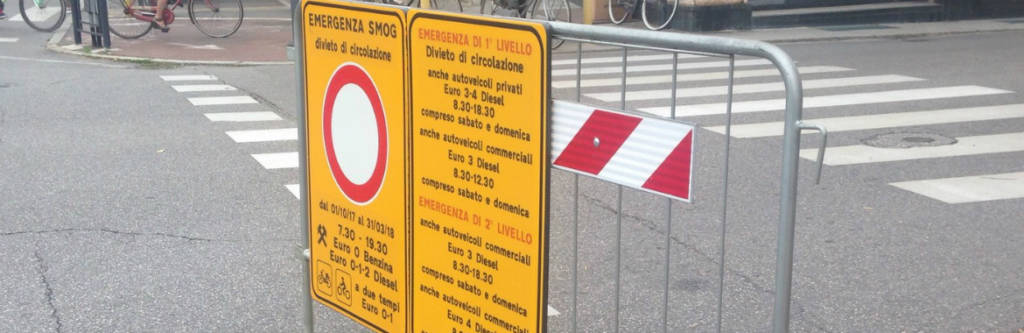 EMERGENZA SMOG
divieto di circolazione
dal 01/10/17 al 31/03/18
7.30 - 19.30
Euro 0 Benzina
Euro 0-1-2 Diesel
a due tempi
Euro 0-1
EMERGENZA DI 1° LIVELLO
Divieto di circolazione
anche autoveicoli privati
Euro 3-4 Diesel
8.30-18.30
compreso sabato e domenica
anche autoveicoli commerciali
Euro 3 Diesel
8.30-12.30
compreso sabato e domenica
EMERGENZA DI 2° LIVELLO
anche autoveicoli commerciali
Euro 3 Diesel
8.30-18.30
compreso sabato e domenica
anche autoveicoli commerciali
Euro 4 Diesel